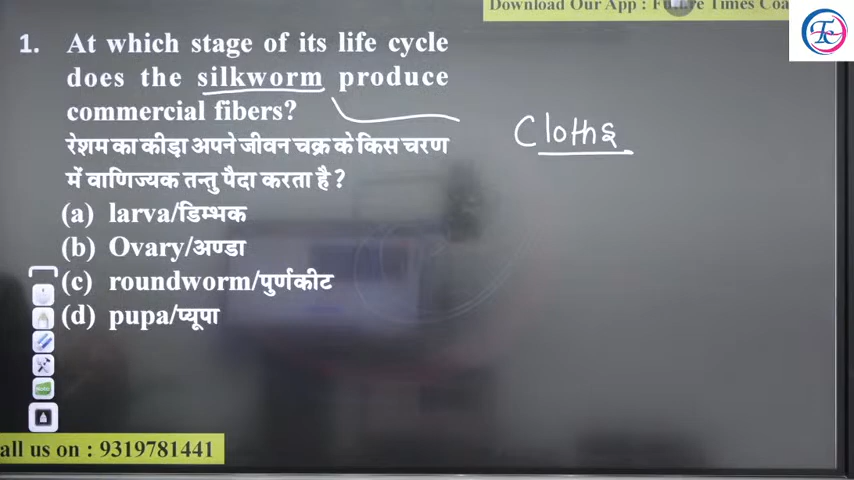 Download Our App : Future Times Coa
1. At which stage of its life cycle
does the silkworm produce
commercial fibers?
Cloths
रेशम का कीड़ा अपने जीवन चक्र के किस चरण
में वाणिज्यक तन्तु पैदा करता है ?
(a) larva/डिम्भक
(b) Ovary/अण्डा
(c) roundworm/पुर्णकीट
(d) pupa/प्यूपा
all us on : 9319781441